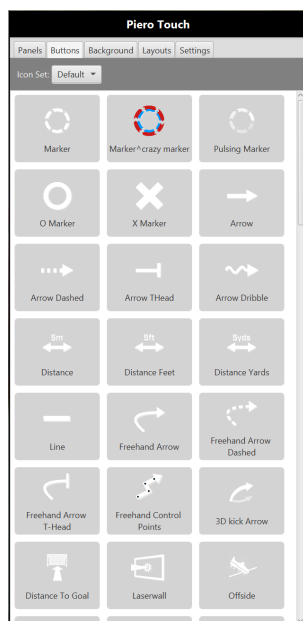 Piero Touch
Panels Buttons Background Layouts Settings
Icon Set: Default
Marker Marker^crazy marker Pulsing Marker
O Marker X Marker Arrow
Arrow Dashed Arrow THead Arrow Dribble
5m 5ft 5yds
Distance Distance Feet Distance Yards
Line Freehand Arrow Freehand Arrow Dashed
Freehand Arrow T-Head Freehand Control Points 3D kick Arrow
Distance To Goal Laserwall Offside